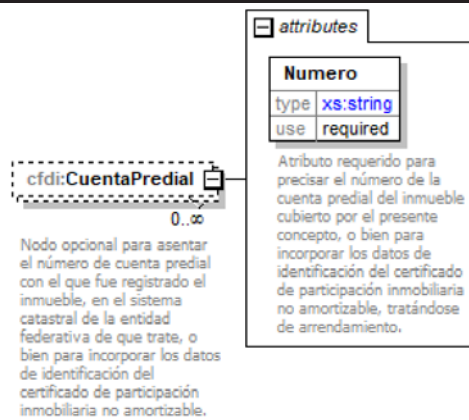 attributes
Numero
type xs:string
use required
Atributo requerido para
precisar el número de la
cuenta predial del inmueble
cubierto por el presente
concepto, o bien para
incorporar los datos de
identificación del certificado
de participación inmobiliaria
no amortizable, tratándose
de arrendamiento.
cfdi:CuentaPredial
0..∞
Nodo opcional para asentar
el número de cuenta predial
con el que fue registrado el
inmueble, en el sistema
catastral de la entidad
federativa de que trate, o
bien para incorporar los datos
de identificación del
certificado de participación
inmobiliaria no amortizable.